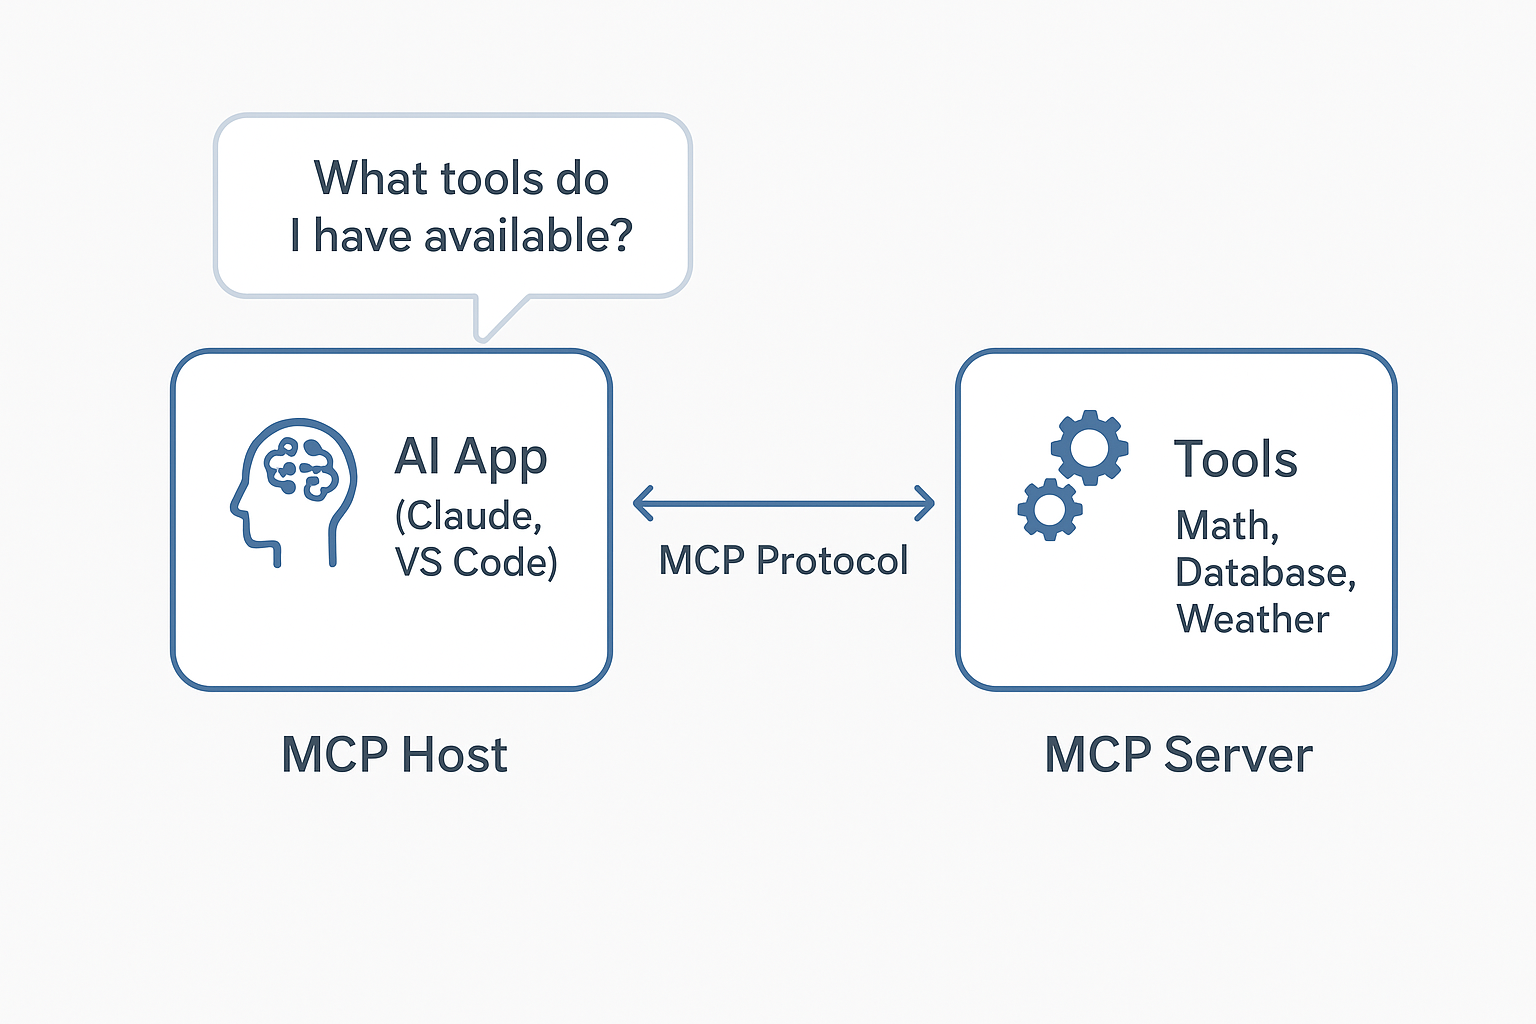 What tools do
I have available?
AI App
(Claude,
VS Code)
MCP Protocol
Tools
Math,
Database,
Weather
MCP Host
MCP Server